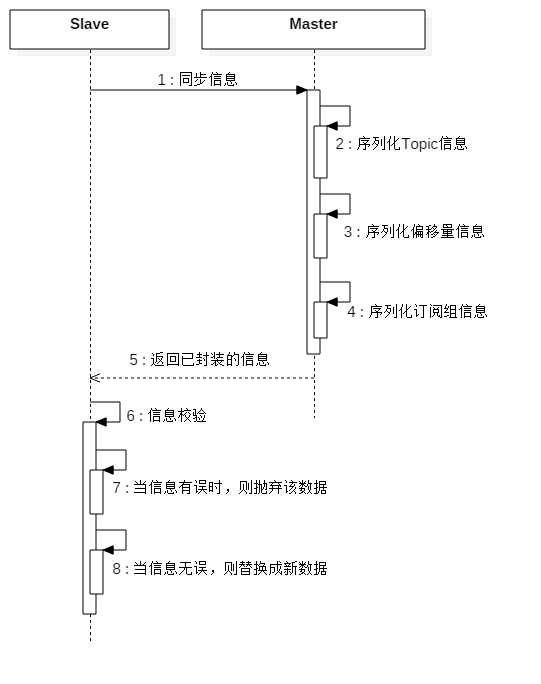 Slave
Master
1 : 同步信息
2 : 序列化Topic信息
3 : 序列化偏移量信息
4 : 序列化订阅组信息
5 : 返回已封装的信息
6 : 信息校验
7 : 当信息有误时，则抛弃该数据
8 : 当信息无误，则替换成新数据